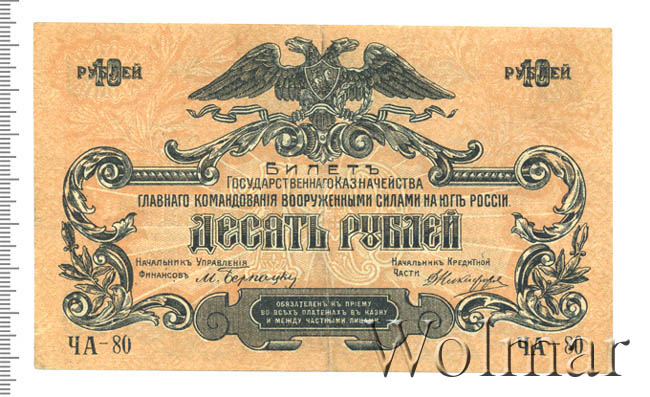 10 10
РУБЛЕЙ РУБЛЕЙ
БИЛЕТЪ
ГОСУДАРСТВЕННАГО КАЗНАЧЕЙСТВА
ГЛАВНАГО КОМАНДОВАНІЯ ВООРУЖЕННЫМИ СИЛАМИ НА ЮГѢ РОССІИ.
ДЕСЯТЬ РУБЛЕЙ
НАЧАЛЬНИКЪ УПРАВЛЕНІЯ
ФИНАНСОВЪ
НАЧАЛЬНИКЪ КРЕДИТНОЙ
ЧАСТИ
ОБЯЗАТЕЛЕНЪ КЪ ПРІЕМУ
ВО ВСѢХЪ ПЛАТЕЖАХЪ ВЪ КАЗНУ
И МЕЖДУ ЧАСТНЫМИ ЛИЦАМИ.
ЧА-80 ЧА-80
Wolmar